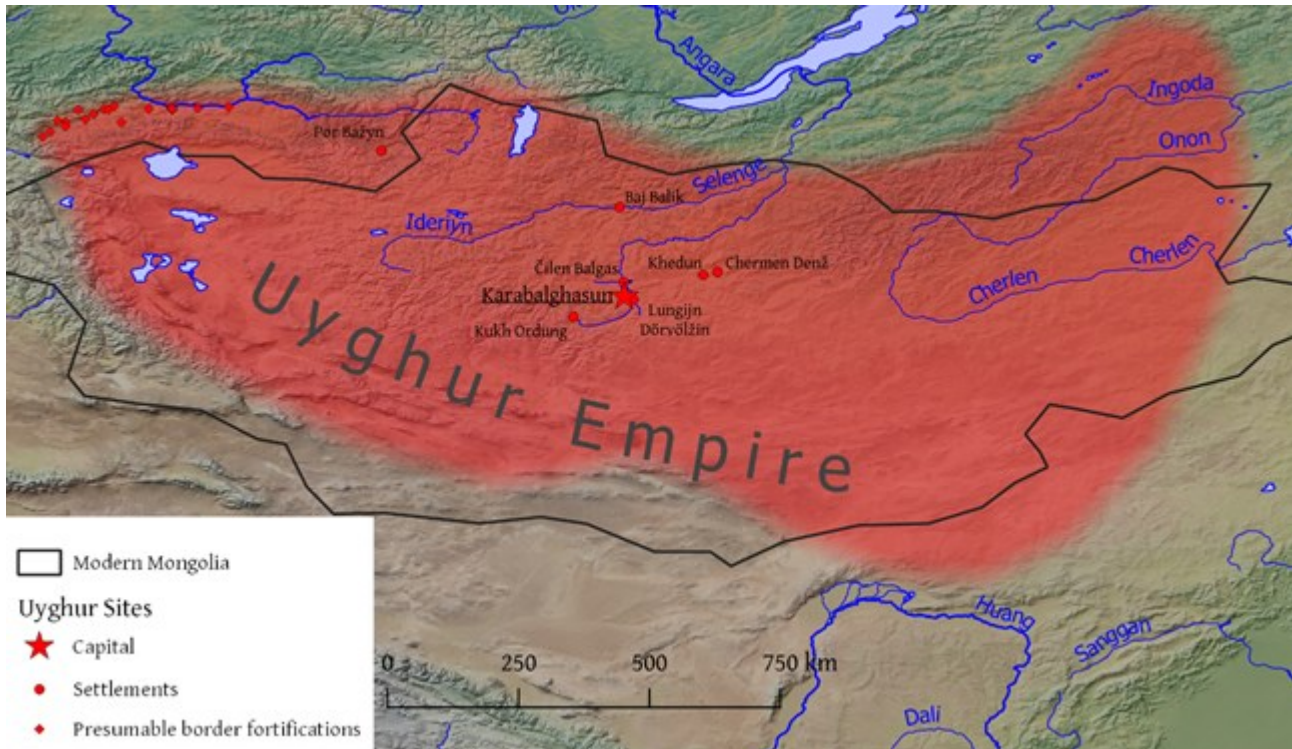 Angara
Ingoda
Onon
Por Bažyn
Selenge
Baj Balik
Ideriyn
Cherlen
Cherlen
Khedun
Chermen Denž
Čilen Balgas
Karabalghasun
Lungijn
Dörvölžin
Kukh Ordung
Uyghur Empire
Huang
Sanggan
Dali
0 250 500 750 km
Modern Mongolia
Uyghur Sites
Capital
Settlements
Presumable border fortifications